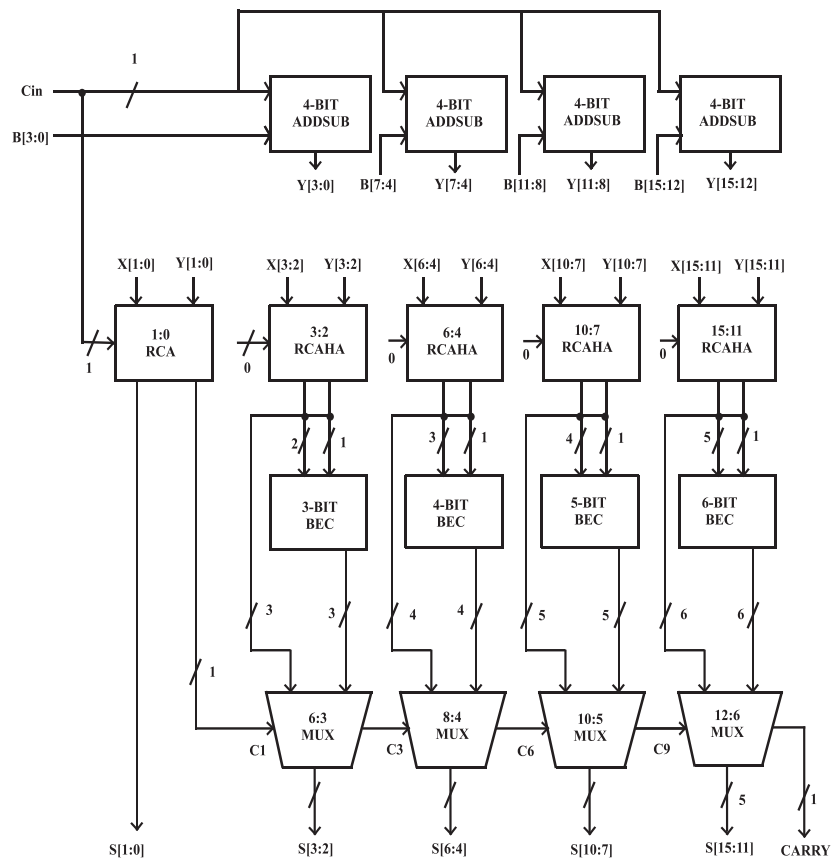 1
Cin
4-BIT
ADDSUB
4-BIT
ADDSUB
4-BIT
ADDSUB
4-BIT
ADDSUB
B[3:0]
Y[3:0]
B[7:4]
Y[7:4]
B[11:8]
Y[11:8]
B[15:12]
Y[15:12]
X[1:0]
Y[1:0]
X[3:2]
Y[3:2]
X[6:4]
Y[6:4]
X[10:7]
Y[10:7]
X[15:11]
Y[15:11]
1:0
RCA
3:2
RCAHA
6:4
RCAHA
10:7
RCAHA
15:11
RCAHA
1
0
0
0
0
2
1
3
1
4
1
5
1
3-BIT
BEC
4-BIT
BEC
5-BIT
BEC
6-BIT
BEC
3
3
4
4
5
5
6
6
1
6:3
MUX
8:4
MUX
10:5
MUX
12:6
MUX
C1
C3
C6
C9
5
1
S[1:0]
S[3:2]
S[6:4]
S[10:7]
S[15:11]
CARRY